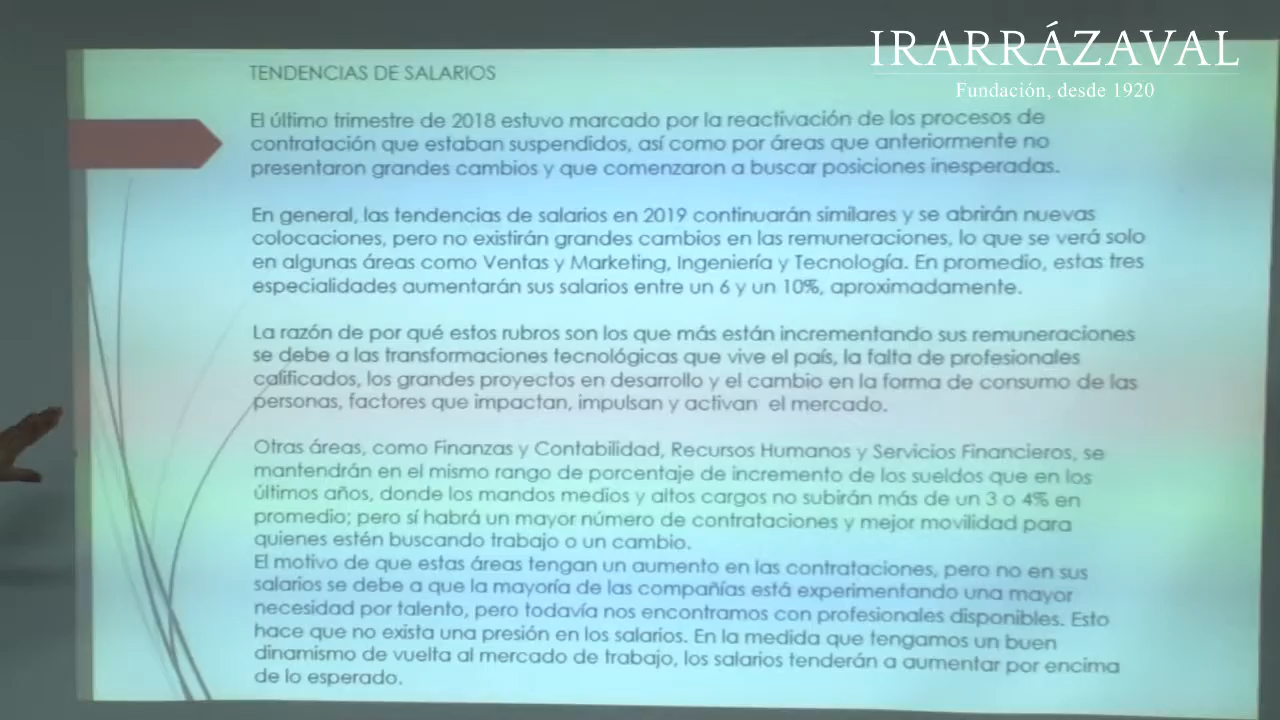 IRARRÁZAVAL
Fundación, desde 1920
TENDENCIAS DE SALARIOS
El último trimestre de 2018 estuvo marcado por la reactivación de los procesos de
contratación que estaban suspendidos, así como por áreas que anteriormente no
presentaron grandes cambios y que comenzaron a buscar posiciones inesperadas.
En general, las tendencias de salarios en 2019 continuarán similares y se abrirán nuevas
colocaciones, pero no existirán grandes cambios en las remuneraciones, lo que se verá solo
en algunas áreas como Ventas y Marketing, Ingeniería y Tecnología. En promedio, estas tres
especialidades aumentarán sus salarios entre un 6 y un 10%, aproximadamente.
La razón de por qué estos rubros son los que más están incrementando sus remuneraciones
se debe a las transformaciones tecnológicas que vive el país, la falta de profesionales
calificados, los grandes proyectos en desarrollo y el cambio en la forma de consumo de las
personas, factores que impactan, impulsan y activan el mercado.
Otras áreas, como Finanzas y Contabilidad, Recursos Humanos y Servicios Financieros, se
mantendrán en el mismo rango de porcentaje de incremento de los sueldos que en los
últimos años, donde los mandos medios y altos cargos no subirán más de un 3 o 4% en
promedio; pero sí habrá un mayor número de contrataciones y mejor movilidad para
quienes estén buscando trabajo o un cambio.
El motivo de que estas áreas tengan un aumento en las contrataciones, pero no en sus
salarios se debe a que la mayoría de las compañías está experimentando una mayor
necesidad por talento, pero todavía nos encontramos con profesionales disponibles. Esto
hace que no exista una presión en los salarios. En la medida que tengamos un buen
dinamismo de vuelta al mercado de trabajo, los salarios tenderán a aumentar por encima
de lo esperado.